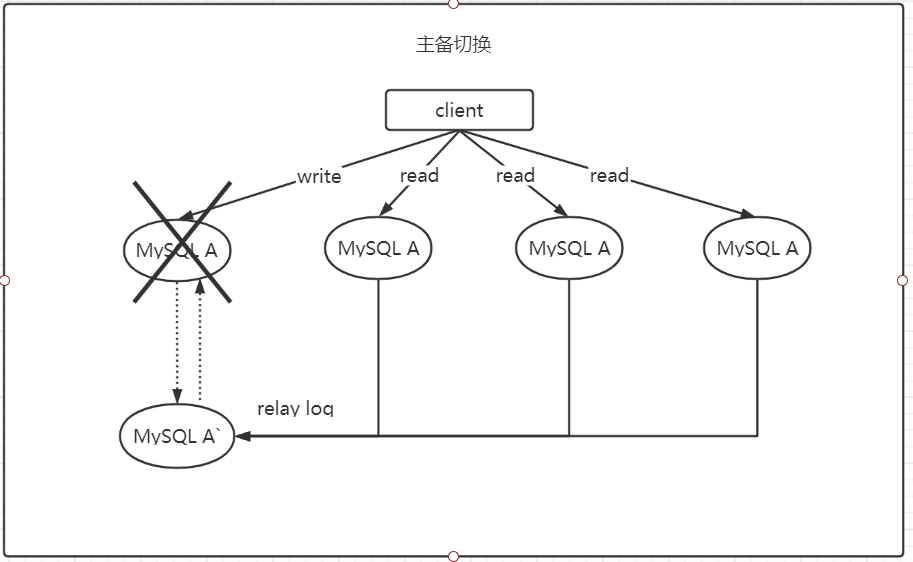 主备切换
client
write
read
read
read
MySQL A
MySQL A
MySQL A
MySQL A
relay log
MySQL A`